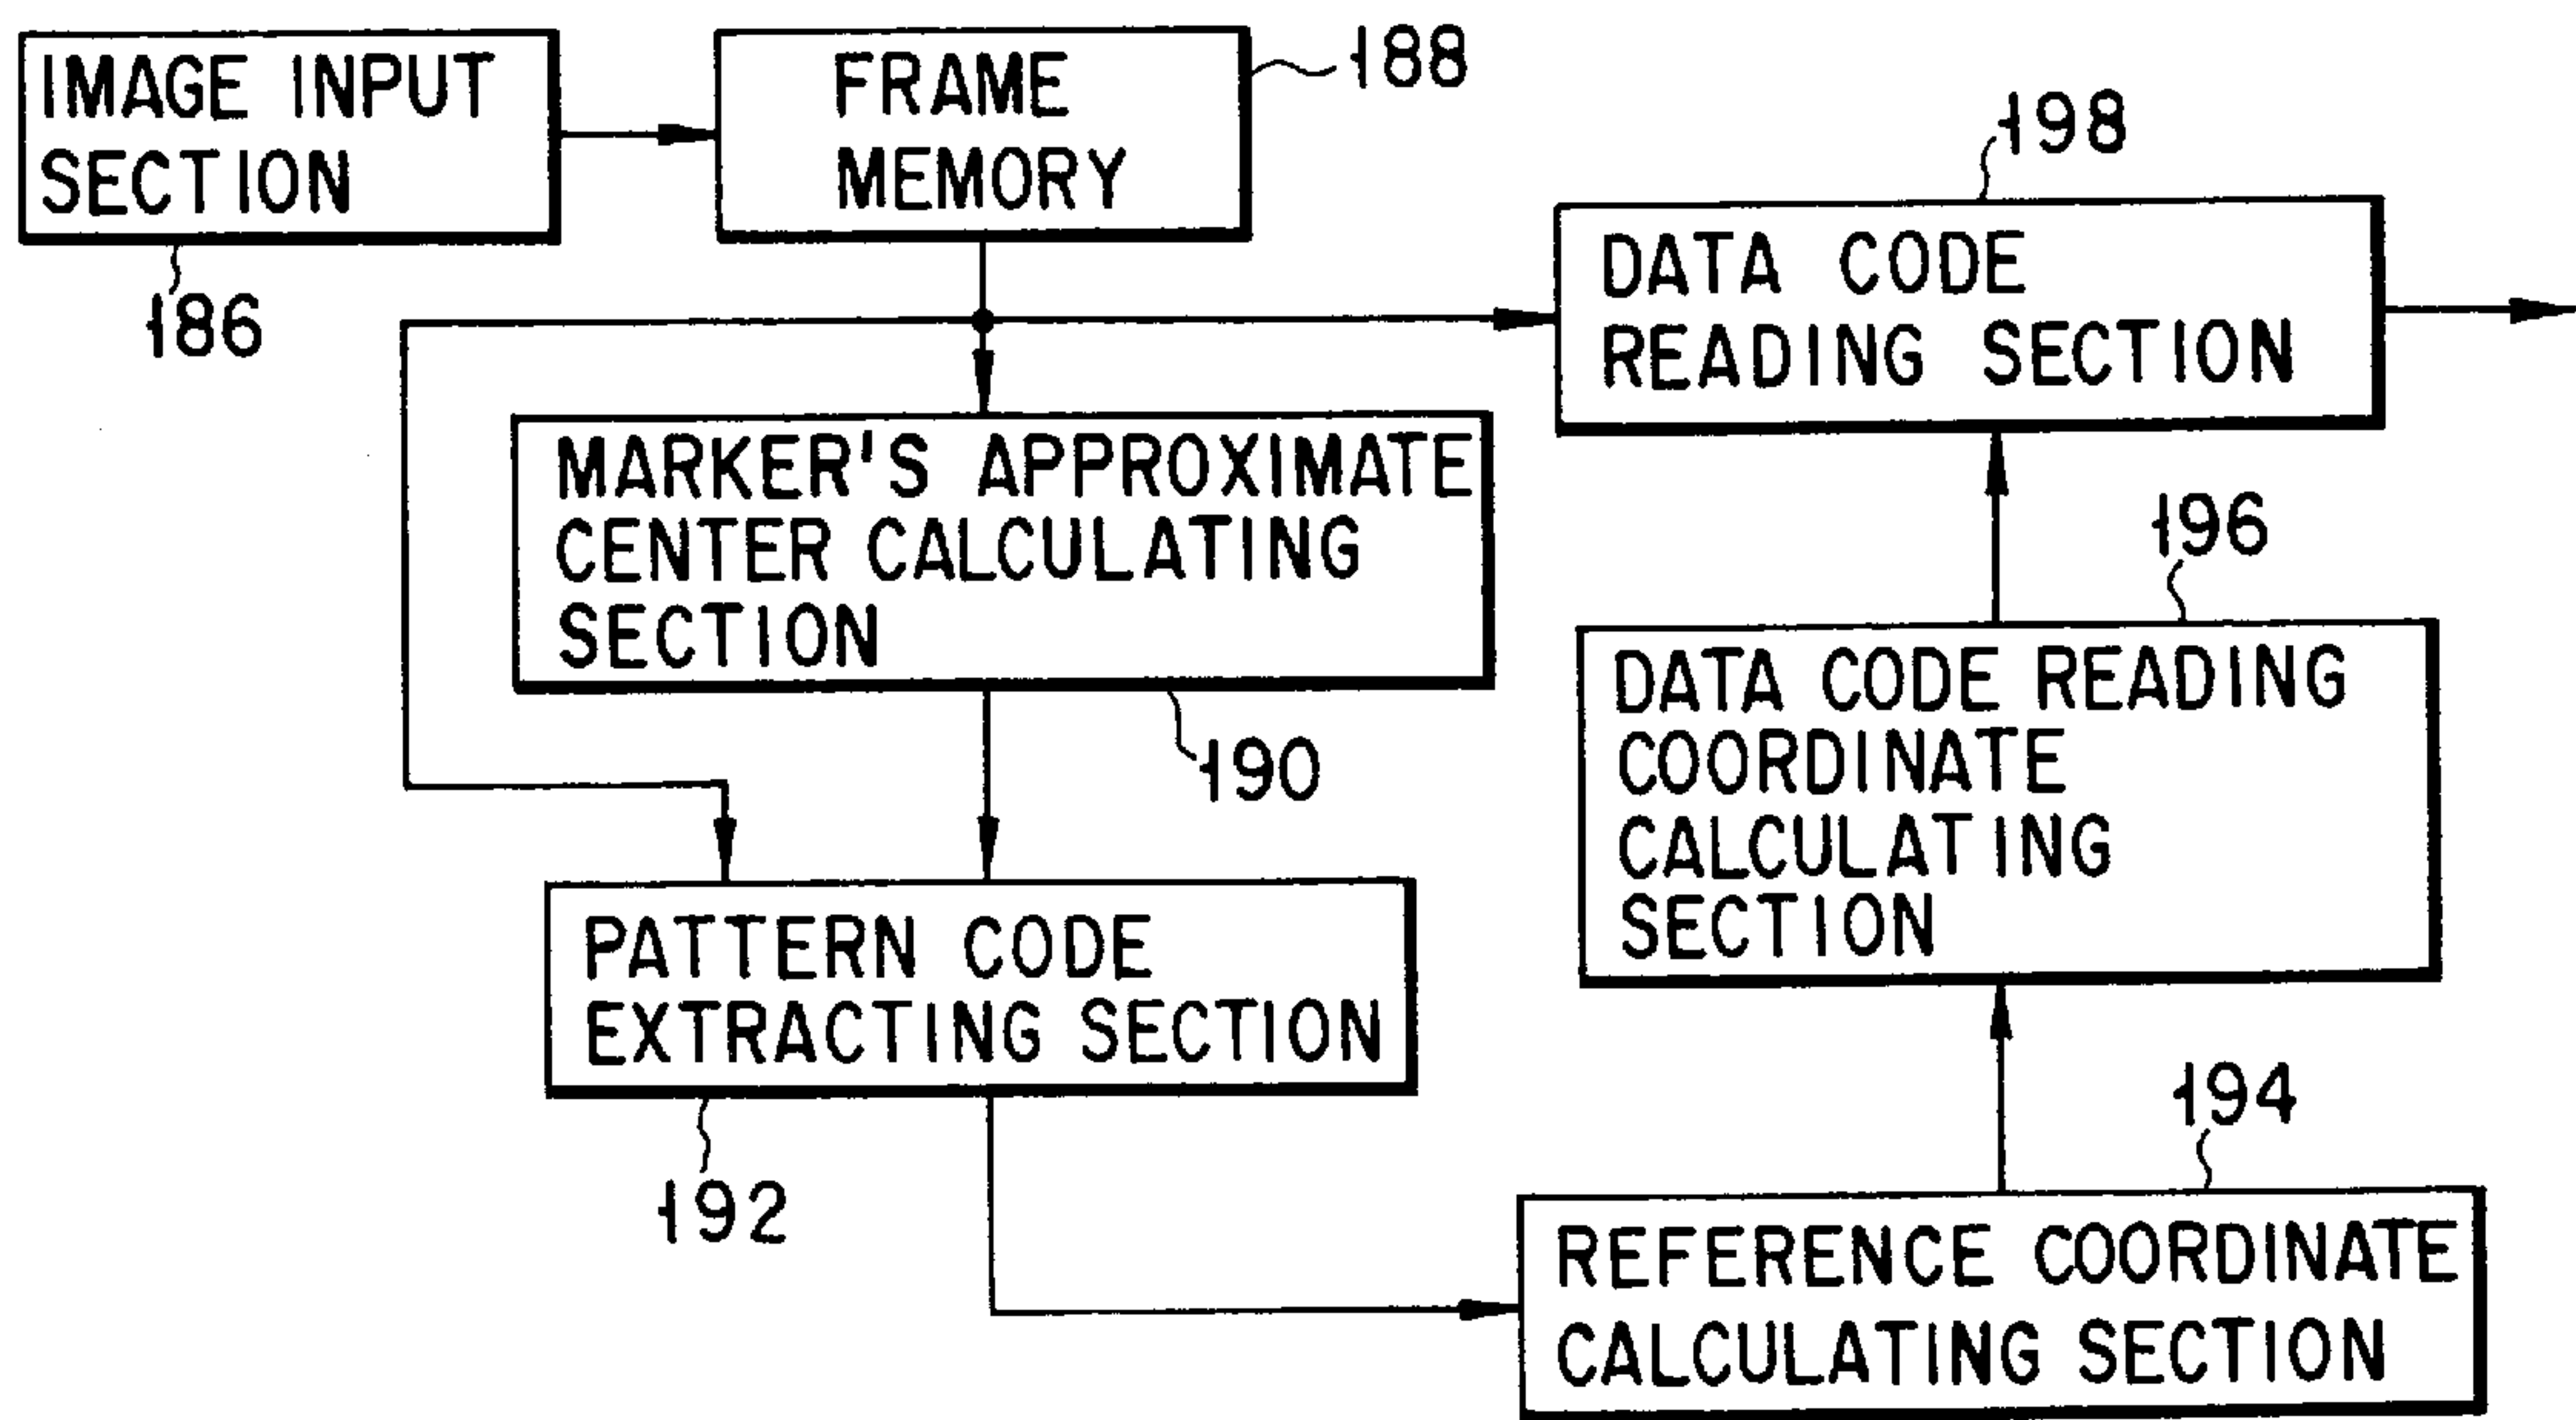 IMAGE INPUT
SECTION
186
FRAME
MEMORY
188
DATA CODE
READING SECTION
198
MARKER'S APPROXIMATE
CENTER CALCULATING
SECTION
190
DATA CODE READING
COORDINATE
CALCULATING
SECTION
196
PATTERN CODE
EXTRACTING SECTION
192
REFERENCE COORDINATE
CALCULATING SECTION
194